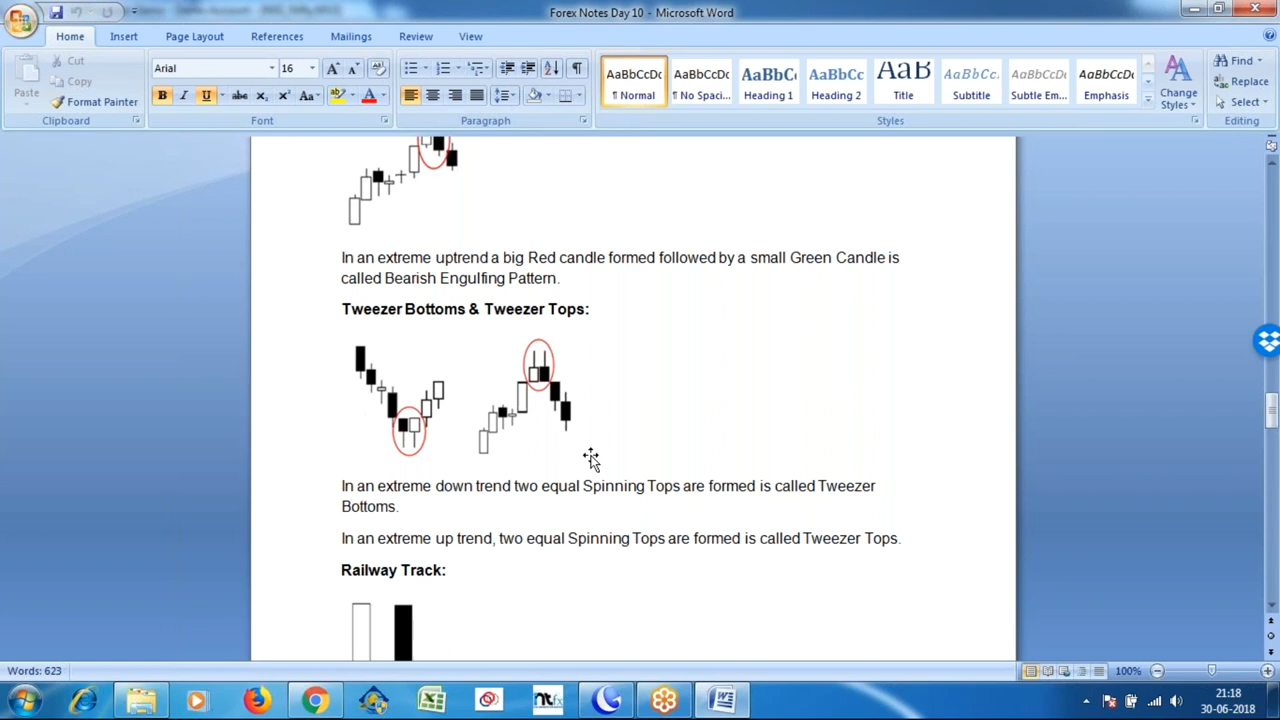 Forex Notes Day 10 - Microsoft Word
Home Insert Page Layout References Mailings Review View
Paste
Cut
Copy
Format Painter
Clipboard
Arial 16
Font
Paragraph
AaBbCcDc AaBbCcDc AaBbC AaBbCc AaB AaBbCcI AaBbCcDc AaBbCcDc
¶ Normal ¶ No Spaci... Heading 1 Heading 2 Title Subtitle Subtle Em... Emphasis
Styles
Change
Styles
Find
Replace
Select
Editing
In an extreme uptrend a big Red candle formed followed by a small Green Candle is
called Bearish Engulfing Pattern.
Tweezer Bottoms & Tweezer Tops:
In an extreme down trend two equal Spinning Tops are formed is called Tweezer
Bottoms.
In an extreme up trend, two equal Spinning Tops are formed is called Tweezer Tops.
Railway Track:
Words: 623
100%
ntfx
21:18
30-06-2018